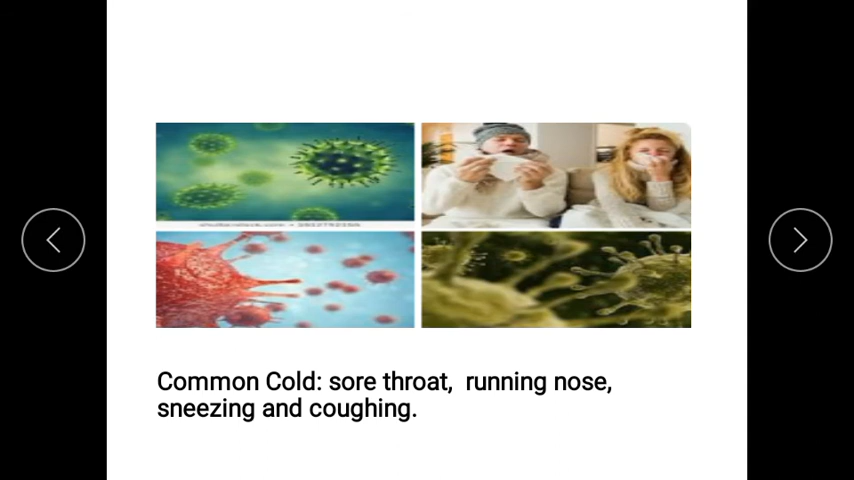 Common Cold: sore throat,  running nose,
sneezing and coughing.